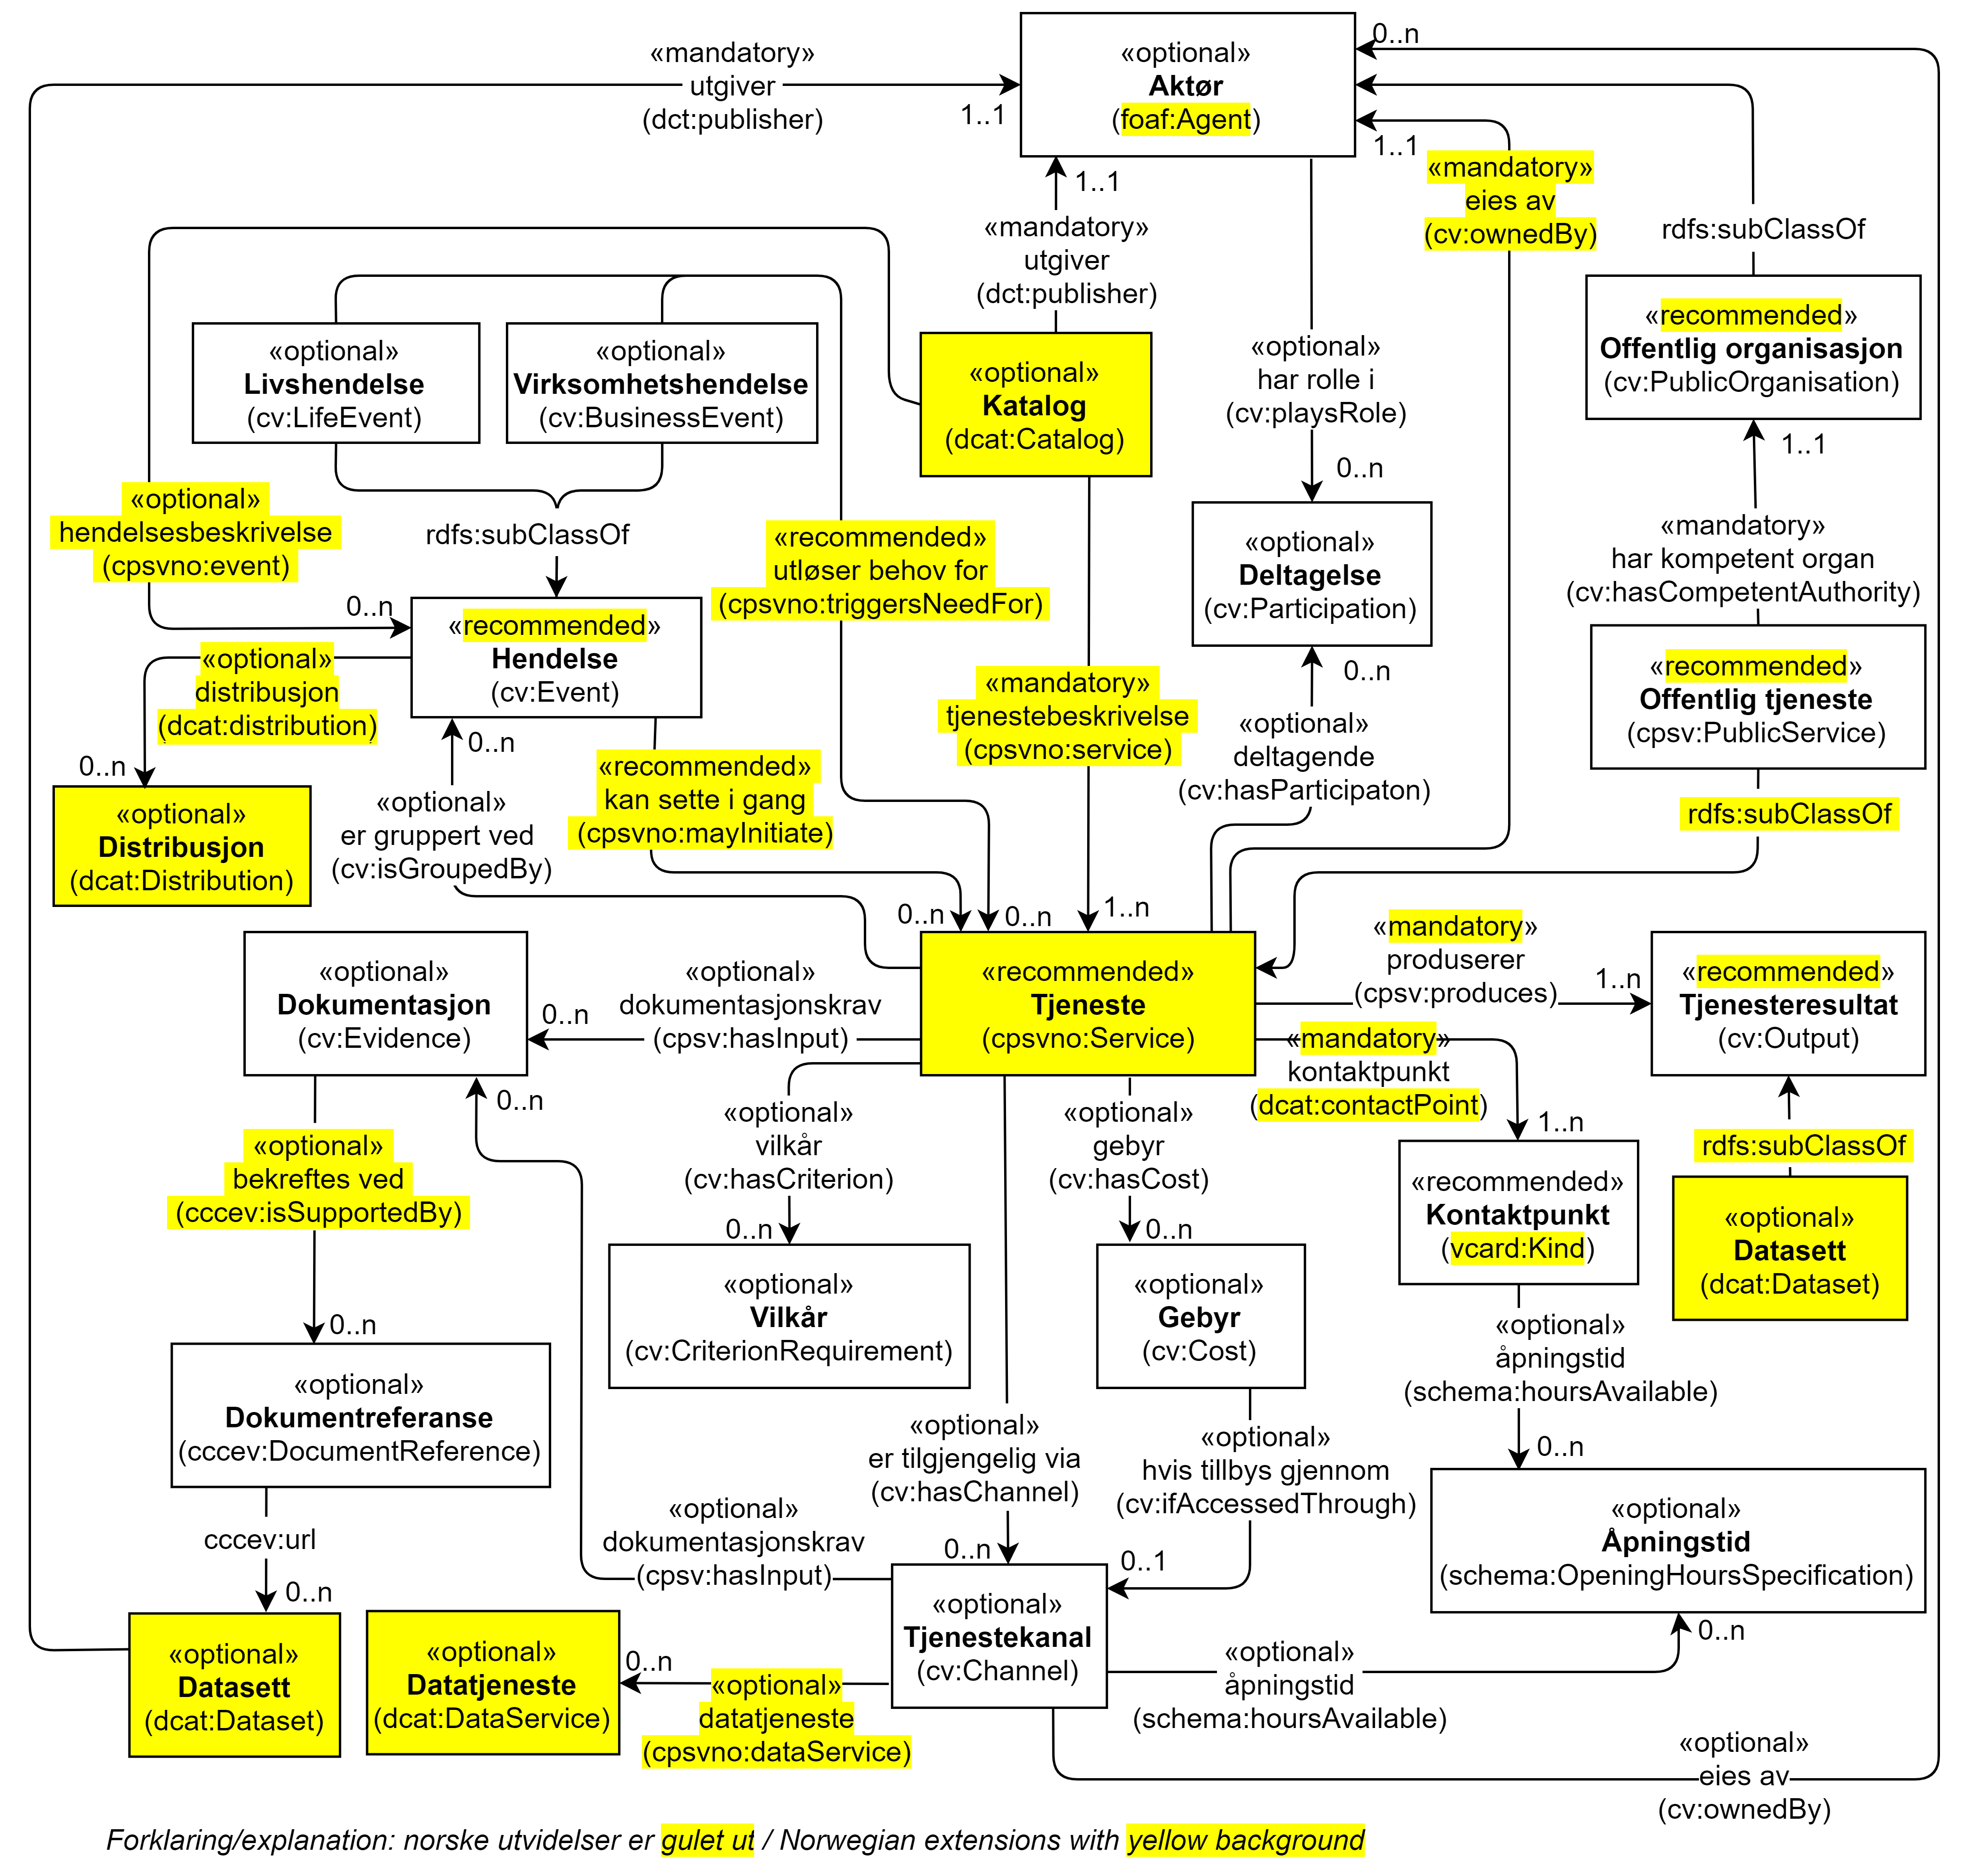 «mandatory»
utgiver
(dct:publisher)
1..1
«optional»
Aktør
(foaf:Agent)
0..n
1..1
«mandatory»
eies av
(cv:ownedBy)
rdfs:subClassOf
1..1
«mandatory»
utgiver
(dct:publisher)
«recommended»
Offentlig organisasjon
(cv:PublicOrganisation)
«optional»
Livshendelse
(cv:LifeEvent)
«optional»
Virksomhetshendelse
(cv:BusinessEvent)
«optional»
Katalog
(dcat:Catalog)
«optional»
har rolle i
(cv:playsRole)
0..n
1..1
«optional»
hendelsesbeskrivelse
(cpsvno:event)
0..n
rdfs:subClassOf
«recommended»
utløser behov for
(cpsvno:triggersNeedFor)
«optional»
Deltagelse
(cv:Participation)
0..n
«mandatory»
har kompetent organ
(cv:hasCompetentAuthority)
«recommended»
Hendelse
(cv:Event)
«optional»
distribusjon
(dcat:distribution)
0..n
«mandatory»
tjenestebeskrivelse
(cpsvno:service)
«recommended»
Offentlig tjeneste
(cpsv:PublicService)
0..n
«optional»
er gruppert ved
(cv:isGroupedBy)
«recommended»
kan sette i gang
(cpsvno:mayInitiate)
«optional»
deltagende
(cv:hasParticipaton)
rdfs:subClassOf
«optional»
Distribusjon
(dcat:Distribution)
0..n
0..n
1..n
«optional»
Dokumentasjon
(cv:Evidence)
0..n
«optional»
dokumentasjonskrav
(cpsv:hasInput)
«recommended»
Tjeneste
(cpsvno:Service)
«mandatory»
produserer
(cpsv:produces)
1..n
«recommended»
Tjenesteresultat
(cv:Output)
«mandatory»
kontaktpunkt
(dcat:contactPoint)
1..n
0..n
«optional»
bekreftes ved
(cccev:isSupportedBy)
0..n
«optional»
vilkår
(cv:hasCriterion)
0..n
«optional»
gebyr
(cv:hasCost)
0..n
rdfs:subClassOf
«recommended»
Kontaktpunkt
(vcard:Kind)
«optional»
Datasett
(dcat:Dataset)
«optional»
Vilkår
(cv:CriterionRequirement)
«optional»
Gebyr
(cv:Cost)
«optional»
åpningstid
(schema:hoursAvailable)
0..n
«optional»
Dokumentreferanse
(cccev:DocumentReference)
«optional»
er tilgjengelig via
(cv:hasChannel)
0..n
«optional»
hvis tillbys gjennom
(cv:ifAccessedThrough)
0..1
cccev:url
0..n
«optional»
dokumentasjonskrav
(cpsv:hasInput)
«optional»
Åpningstid
(schema:OpeningHoursSpecification)
0..n
«optional»
Datasett
(dcat:Dataset)
«optional»
Datatjeneste
(dcat:DataService)
0..n
«optional»
datatjeneste
(cpsvno:dataService)
«optional»
Tjenestekanal
(cv:Channel)
«optional»
åpningstid
(schema:hoursAvailable)
«optional»
eies av
(cv:ownedBy)
Forklaring/explanation: norske utvidelser er gulet ut / Norwegian extensions with yellow background